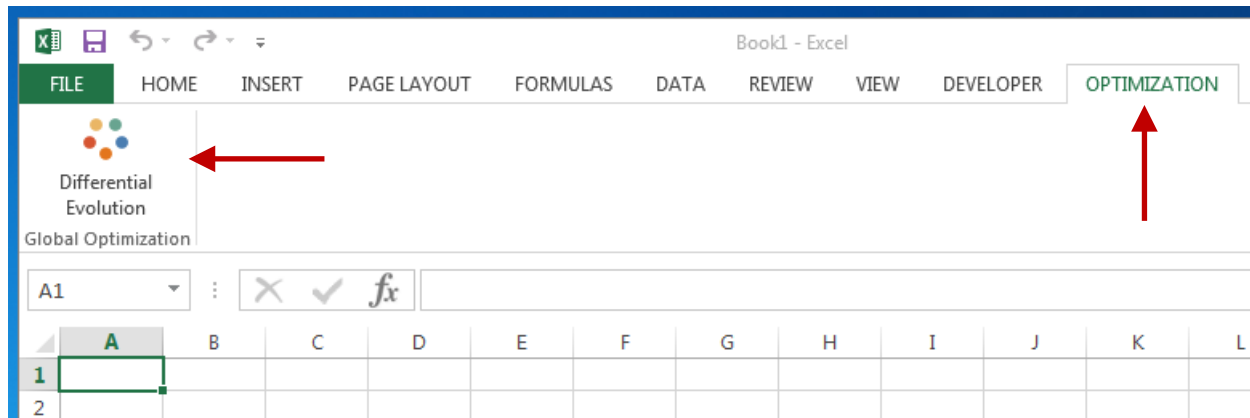 Book1 - Excel
FILE HOME INSERT PAGE LAYOUT FORMULAS DATA REVIEW VIEW DEVELOPER OPTIMIZATION
Differential
Evolution
Global Optimization
A1 fx
A B C D E F G H I J K L
1
2